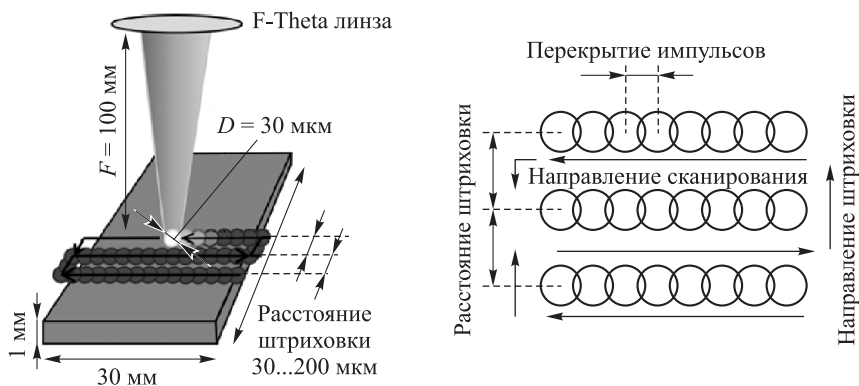 F-Theta линза
F = 100 мм
D = 30 мкм
Расстояние
штриховки
30...200 мкм
1 мм
30 мм
Перекрытие импульсов
Расстояние штриховки
Направление сканирования
Направление штриховки